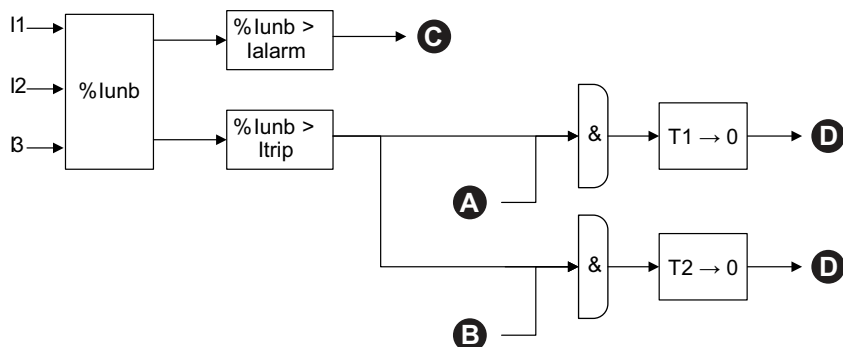 I1
I2
I3
%Iunb
%Iunb >
Ialarm
C
%Iunb >
Itrip
&
T1 → 0
D
A
&
T2 → 0
D
B